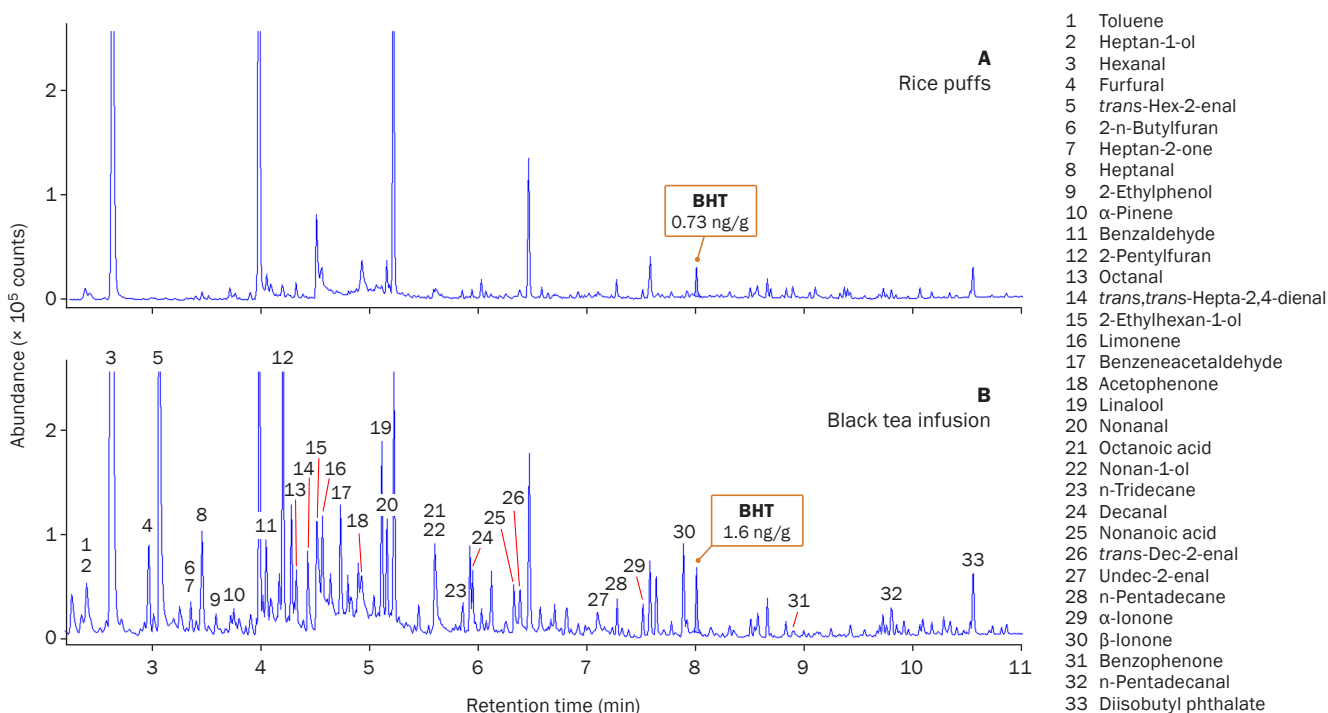 Abundance (× 10⁵ counts)
2
1
0
A
Rice puffs
BHT
0.73 ng/g
B
Black tea infusion
2
1
0
3
5
12
1
2
4
6
7
8
9
10
11
13
14
15
16
17
18
19
20
21
22
23
24
25
26
27
28
29
30
BHT
1.6 ng/g
31
32
33
3 4 5 6 7 8 9 10 11
Retention time (min)
1 Toluene
2 Heptan-1-ol
3 Hexanal
4 Furfural
5 trans-Hex-2-enal
6 2-n-Butylfuran
7 Heptan-2-one
8 Heptanal
9 2-Ethylphenol
10 α-Pinene
11 Benzaldehyde
12 2-Pentylfuran
13 Octanal
14 trans,trans-Hepta-2,4-dienal
15 2-Ethylhexan-1-ol
16 Limonene
17 Benzeneacetaldehyde
18 Acetophenone
19 Linalool
20 Nonanal
21 Octanoic acid
22 Nonan-1-ol
23 n-Tridecane
24 Decanal
25 Nonanoic acid
26 trans-Dec-2-enal
27 Undec-2-enal
28 n-Pentadecane
29 α-Ionone
30 β-Ionone
31 Benzophenone
32 n-Pentadecanal
33 Diisobutyl phthalate